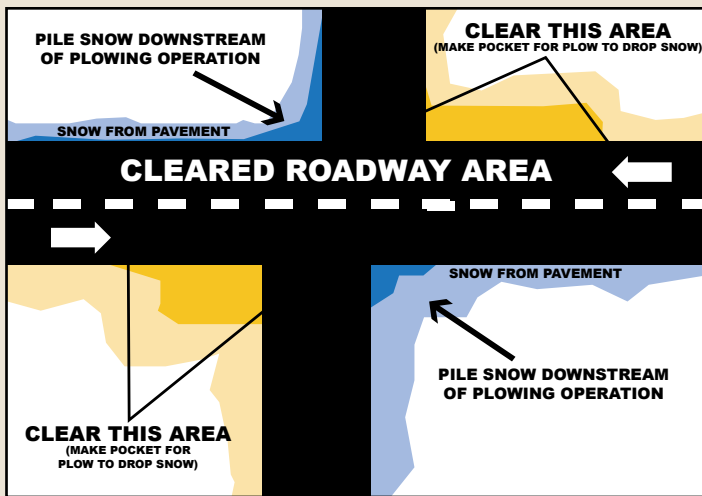 PILE SNOW DOWNSTREAM
OF PLOWING OPERATION
CLEAR THIS AREA
(MAKE POCKET FOR PLOW TO DROP SNOW)
SNOW FROM PAVEMENT
CLEARED ROADWAY AREA
SNOW FROM PAVEMENT
PILE SNOW DOWNSTREAM
OF PLOWING OPERATION
CLEAR THIS AREA
(MAKE POCKET FOR
PLOW TO DROP SNOW)